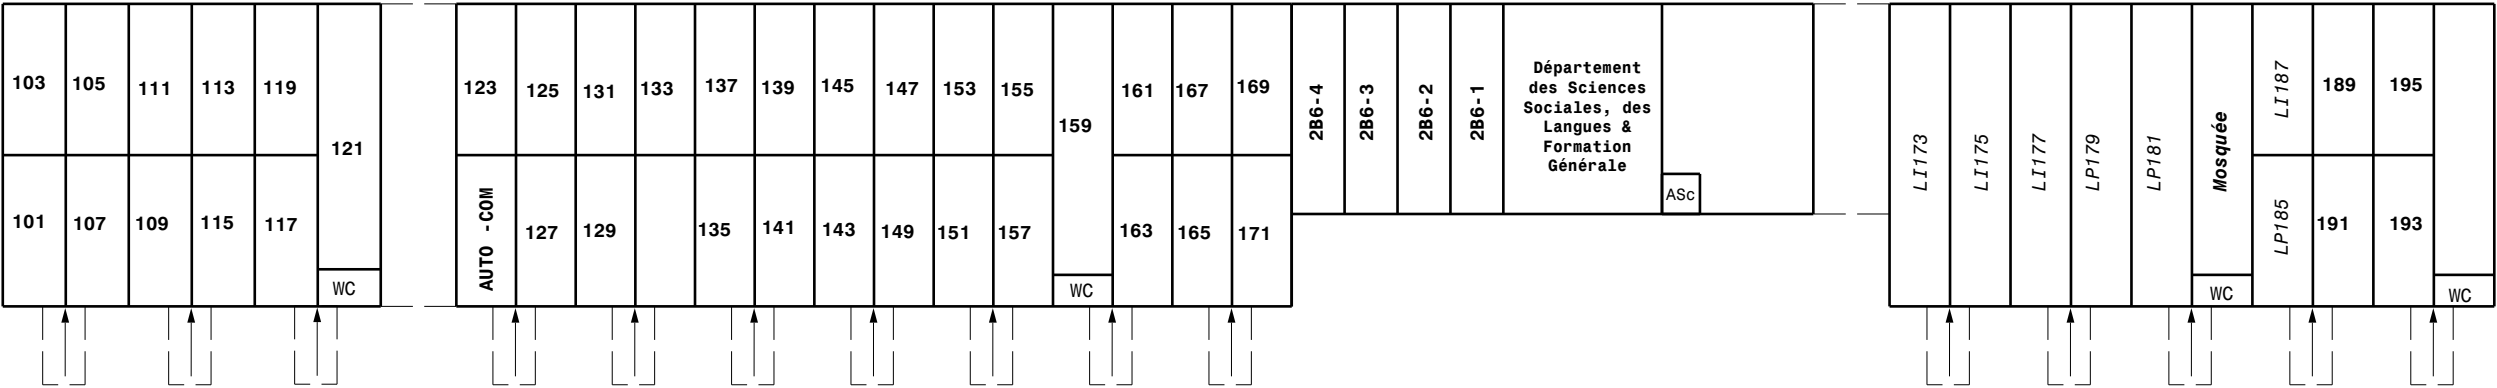 103 105 111 113 119
121
101 107 109 115 117
WC
123 125 131 133 137 139 145 147 153 155
159
161 167 169
AUTO -COM
127 129 135 141 143 149 151 157
WC
163 165 171
2B6-4
2B6-3
2B6-2
2B6-1
Département
des Sciences
Sociales, des
Langues &
Formation
Générale
ASc
LI173
LI175
LI177
LP179
LP181
Mosquée
WC
LI187
189 195
LP185
191 193
WC